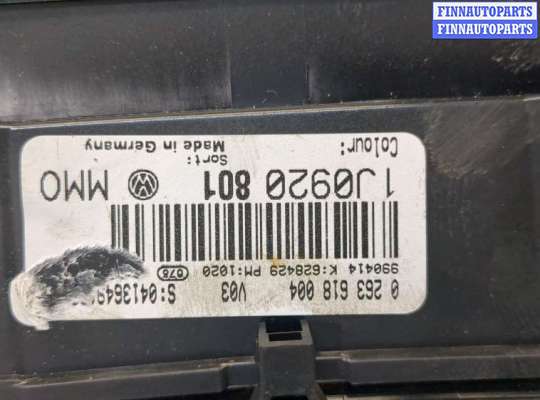 FINNAUTOPARTS
FINNAUTOPARTS
Colour:
Sort:
Made in Germany
1J0920 801
MMO
990414 K:628429 PM:1020 078
0 263 618 004 V03